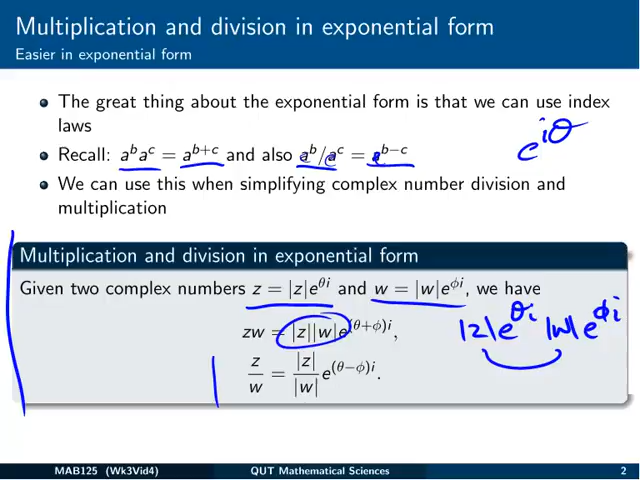 Multiplication and division in exponential form
Easier in exponential form
• The great thing about the exponential form is that we can use index
laws
e^{iθ}
• Recall: a^b a^c = a^{b+c} and also a^b/a^c = a^{b−c}
• We can use this when simplifying complex number division and
multiplication
Multiplication and division in exponential form
Given two complex numbers z = |z|e^{θi} and w = |w|e^{φi}, we have
zw = |z||w|e^{(θ+φ)i},
|z|e^{θi} |w|e^{φi}
z/w = |z|/|w| e^{(θ−φ)i}.
MAB125 (Wk3Vid4) QUT Mathematical Sciences 2